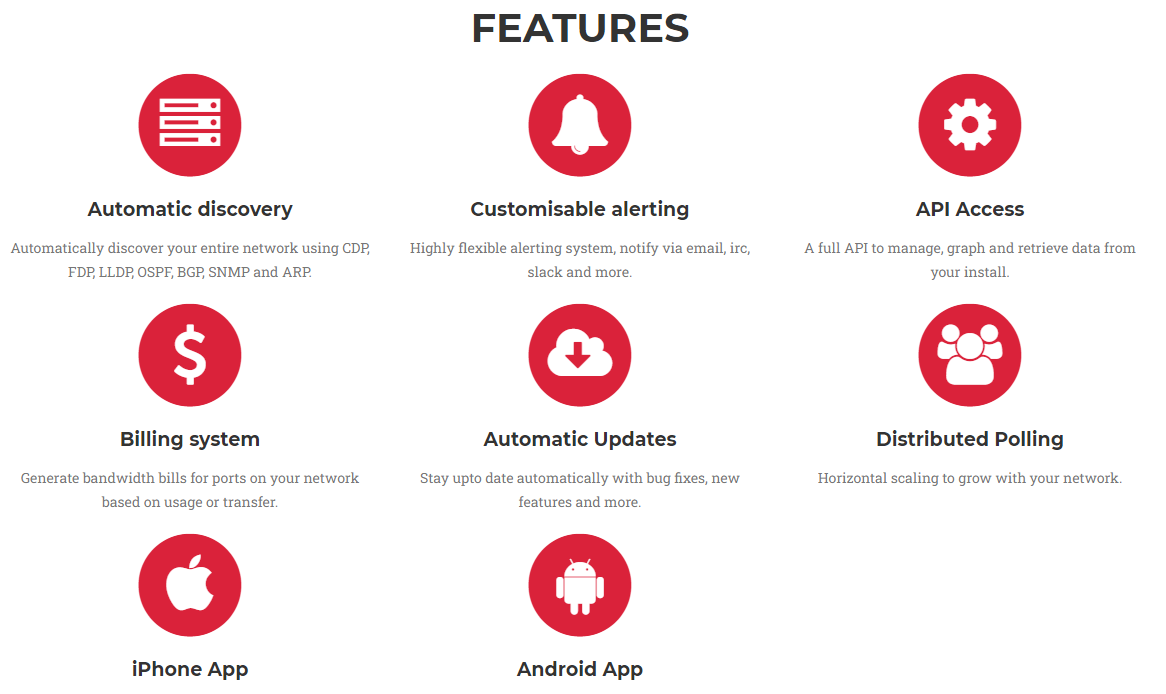 FEATURES
Automatic discovery
Automatically discover your entire network using CDP,
FDP, LLDP, OSPF, BGP, SNMP and ARP.
Customisable alerting
Highly flexible alerting system, notify via email, irc,
slack and more.
API Access
A full API to manage, graph and retrieve data from
your install.
Billing system
Generate bandwidth bills for ports on your network
based on usage or transfer.
Automatic Updates
Stay upto date automatically with bug fixes, new
features and more.
Distributed Polling
Horizontal scaling to grow with your network.
iPhone App
Android App